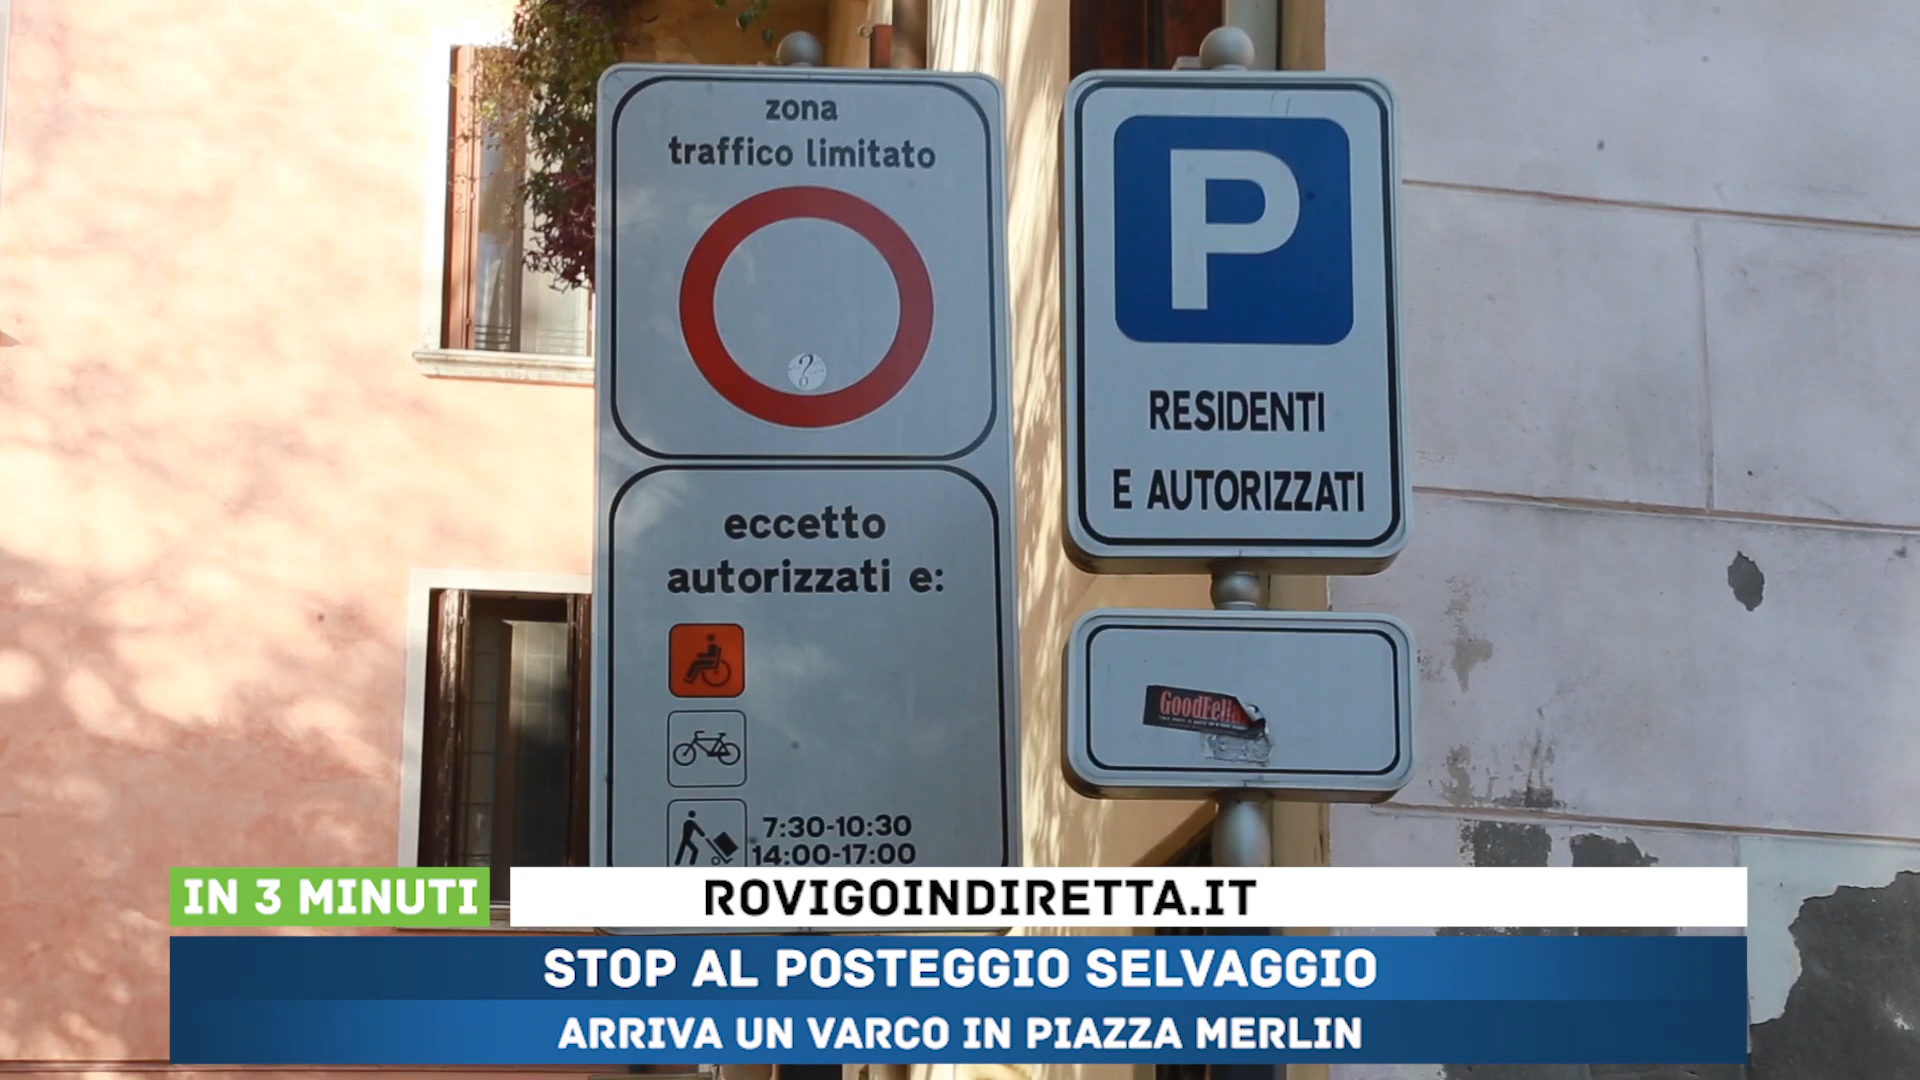 zona
traffico limitato
eccetto
autorizzati e:
7:30-10:30
14:00-17:00
P
RESIDENTI
E AUTORIZZATI
IN 3 MINUTI
ROVIGOINDIRETTA.IT
STOP AL POSTEGGIO SELVAGGIO
ARRIVA UN VARCO IN PIAZZA MERLIN